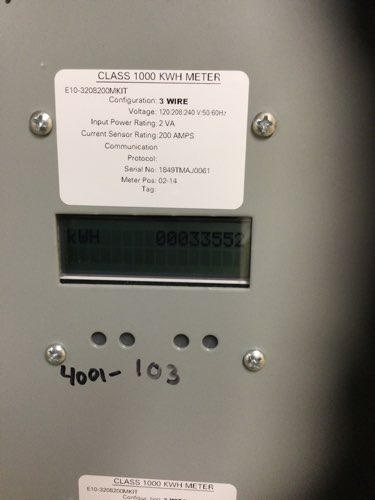 CLASS 1000 KWH METER
E10-3208200MKIT
Configuration: 3 WIRE
Voltage: 120:208:240 V:50:60Hz
Input Power Rating: 2 VA
Current Sensor Rating: 200 AMPS
Communication
Protocol:
Serial No: 1849TMAJ0061
Meter Pos: 02-14
Tag:
KWH 00033552
4001-103
CLASS 1000 KWH METER
E10-3208200MKIT